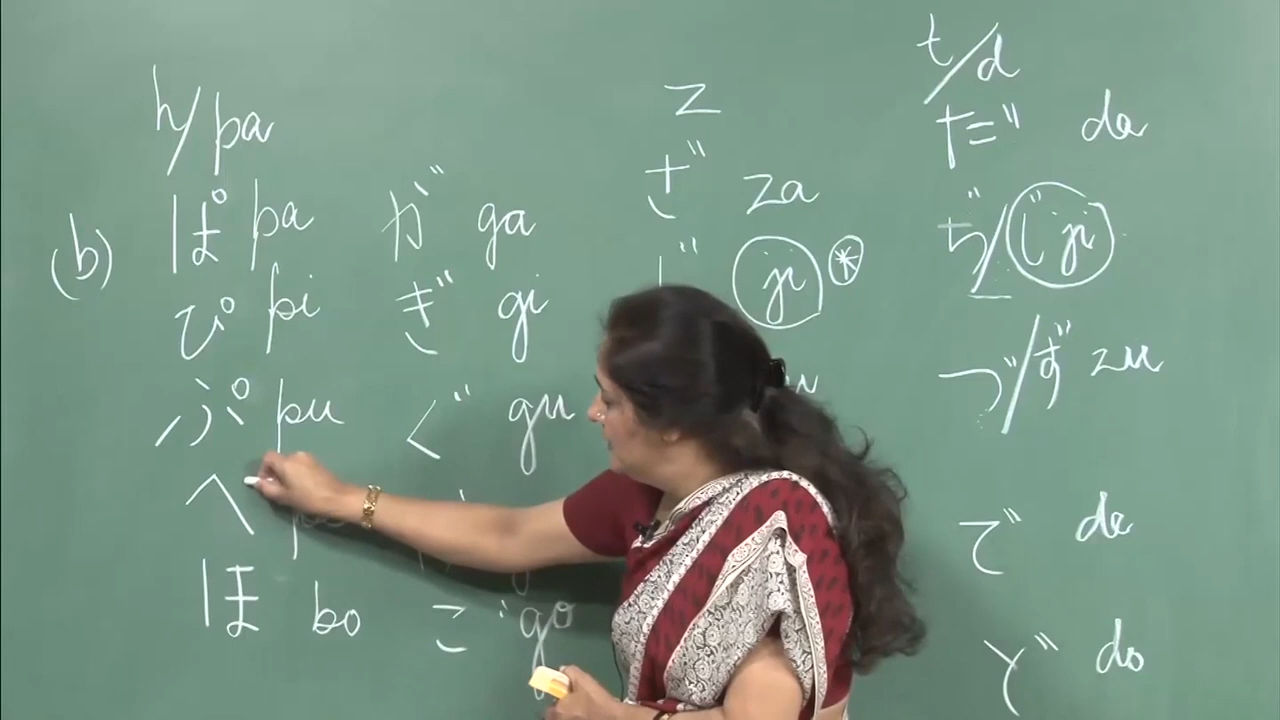 h/pa
(b)
ぱ pa
ぴ pi
ぷ pu
へ
ほ bo
が ga
ぎ gi
ぐ gu
ご go
z
ざ za
じ ji *
t/d
だ da
ぢ/じ ji
づ/ず zu
で de
ど do